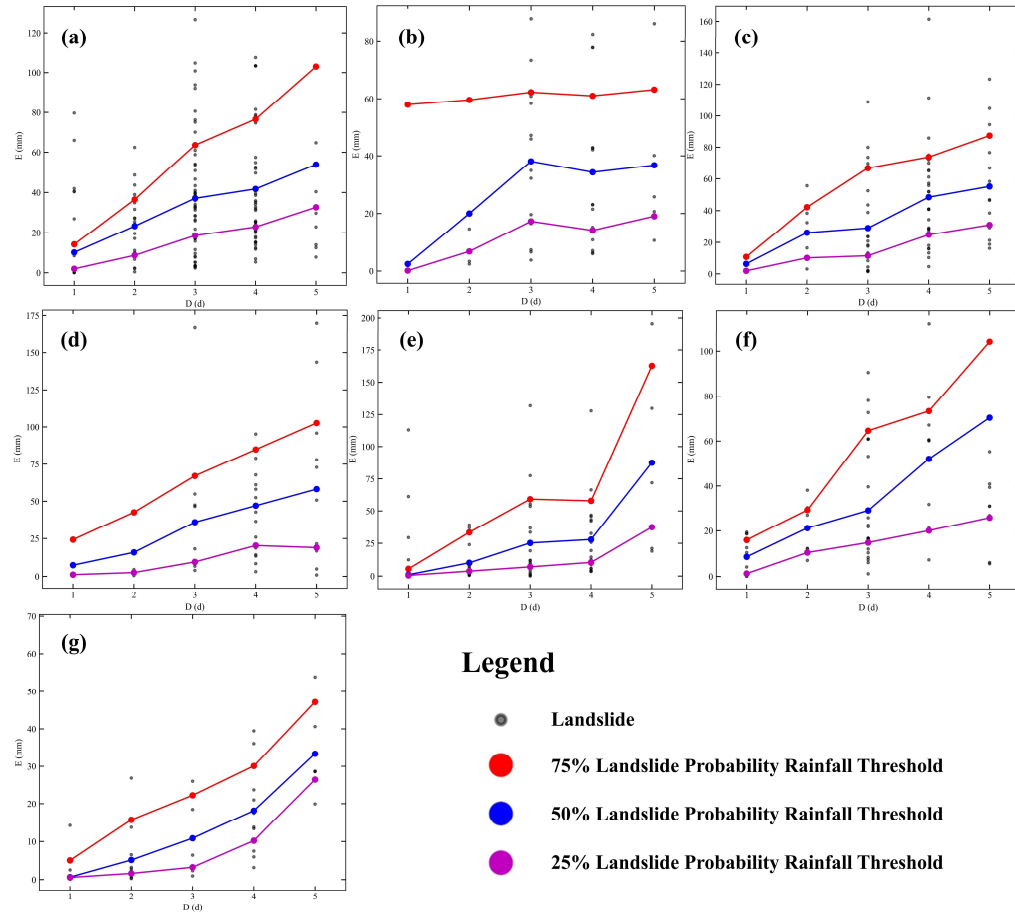 (a)
E (mm)
120
100
80
60
40
20
0
1 2 3 4 5
D (d)
(b)
E (mm)
80
60
40
20
0
1 2 3 4 5
D (d)
(c)
E (mm)
160
140
120
100
80
60
40
20
0
1 2 3 4 5
D (d)
(d)
E (mm)
175
150
125
100
75
50
25
0
1 2 3 4 5
D (d)
(e)
E (mm)
200
175
150
125
100
75
50
25
0
1 2 3 4 5
D (d)
(f)
E (mm)
100
80
60
40
20
0
1 2 3 4 5
D (d)
(g)
E (mm)
70
60
50
40
30
20
10
0
1 2 3 4 5
D (d)
Legend
Landslide
75% Landslide Probability Rainfall Threshold
50% Landslide Probability Rainfall Threshold
25% Landslide Probability Rainfall Threshold